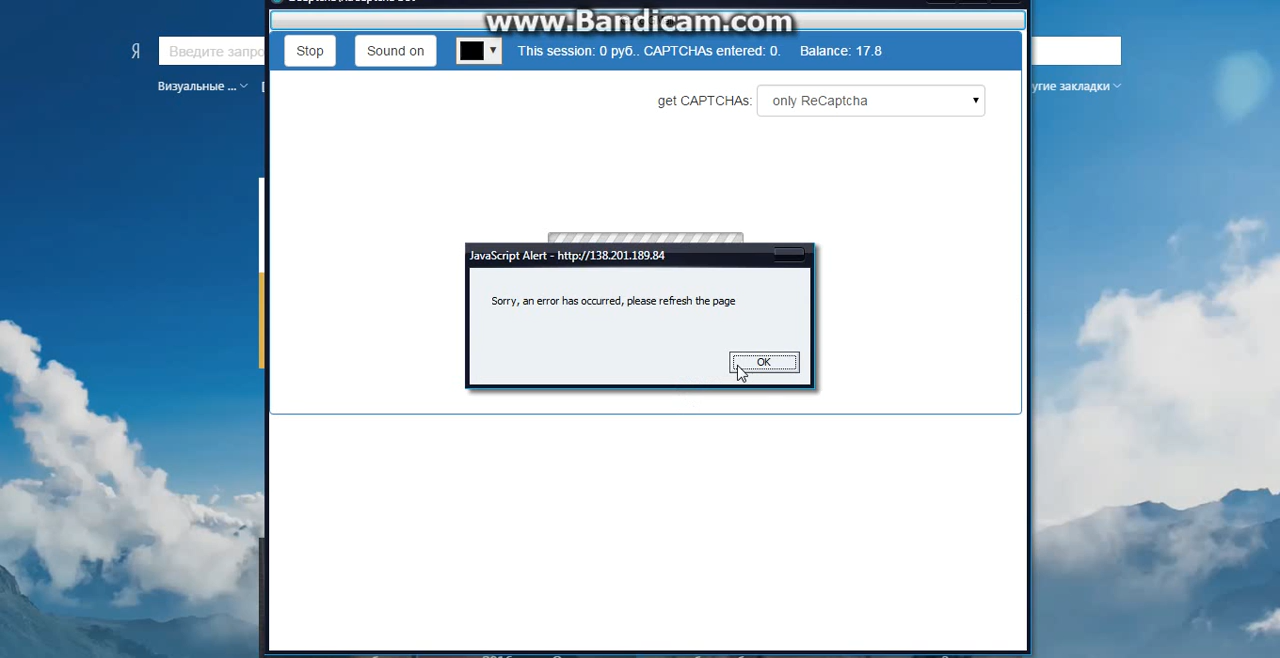 www.Bandicam.com
Я Введите запро
Stop Sound on This session: 0 руб.. CAPTCHAs entered: 0. Balance: 17.8
Визуальные ... угие закладки
get CAPTCHAs: only ReCaptcha
JavaScript Alert - http://138.201.189.84
Sorry, an error has occurred, please refresh the page
OK